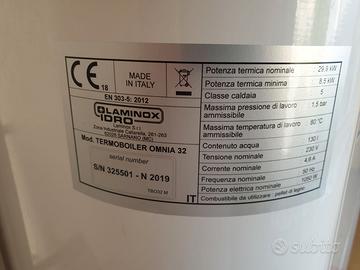 CE
18
MADE
IN ITALY
EN 303-5: 2012
LAMINOX
IDRO
Laminox S.r.l.
Zona Industriale Callarella, 261-263
62028 SARNANO (MC)
Mod. TERMOBOILER OMNIA 32
serial number
S/N 325501 - N 2019
TBO32 M
IT
Potenza termica nominale 29,9 kW
Potenza termica minima 8,5 kW
Classe caldaia 5
Massima pressione di lavoro ammissibile 1,5 bar
Massima temperatura di lavoro ammissibile 80 °C
Contenuto acqua 130 l
Tensione nominale 230 V
Corrente nominale 4,6 A
Frequenza nominale 50 Hz
Potenza elettrica nominale 1050 W
Combustibile da utilizzare : pellet di legno
subito